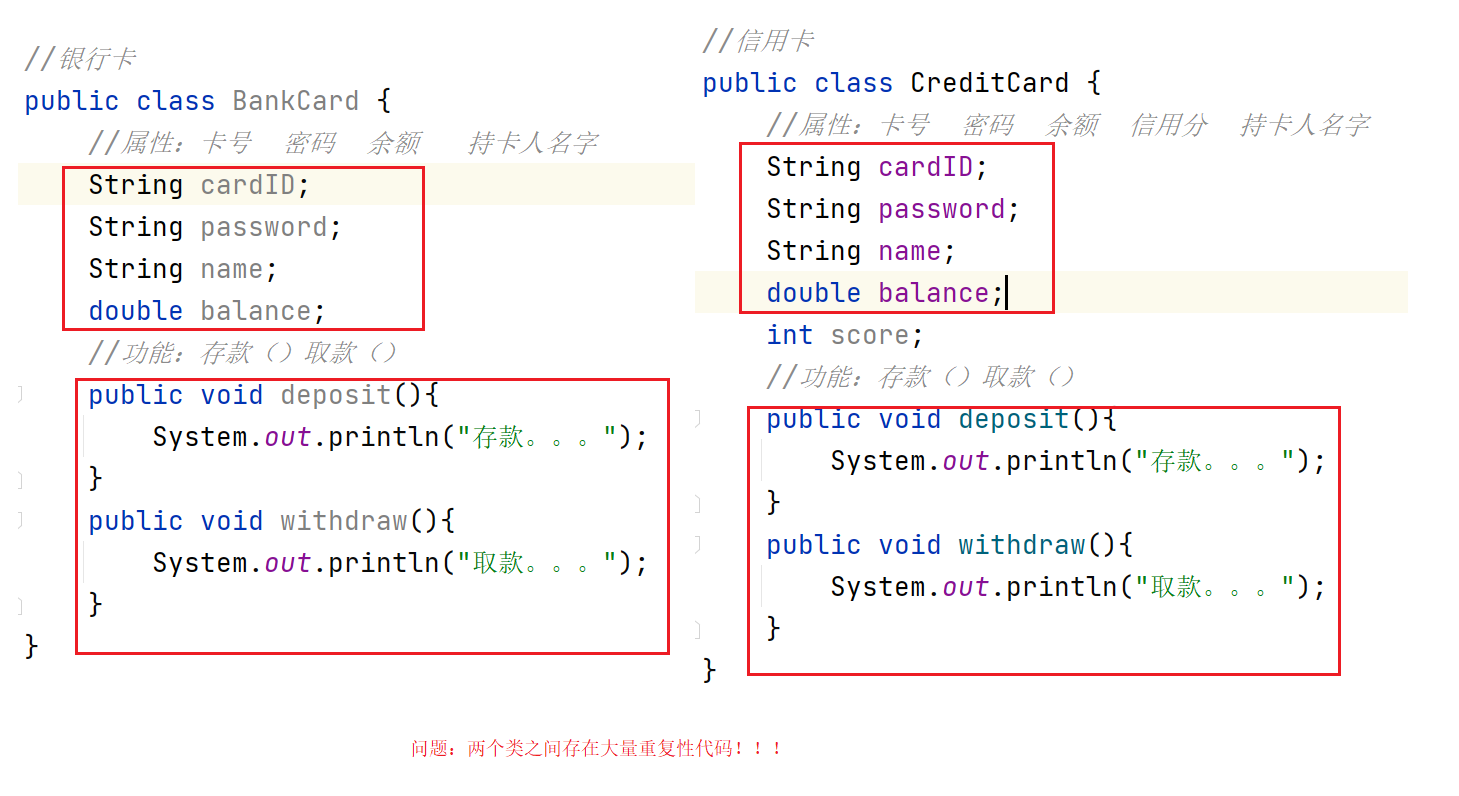 //银行卡
public class BankCard {
//属性：卡号 密码 余额 持卡人名字
String cardID;
String password;
String name;
double balance;
//功能：存款（）取款（）
public void deposit(){
System.out.println("存款。。。");
}
public void withdraw(){
System.out.println("取款。。。");
}
}
//信用卡
public class CreditCard {
//属性：卡号 密码 余额 信用分 持卡人名字
String cardID;
String password;
String name;
double balance;
int score;
//功能：存款（）取款（）
public void deposit(){
System.out.println("存款。。。");
}
public void withdraw(){
System.out.println("取款。。。");
}
}
问题：两个类之间存在大量重复性代码！！！